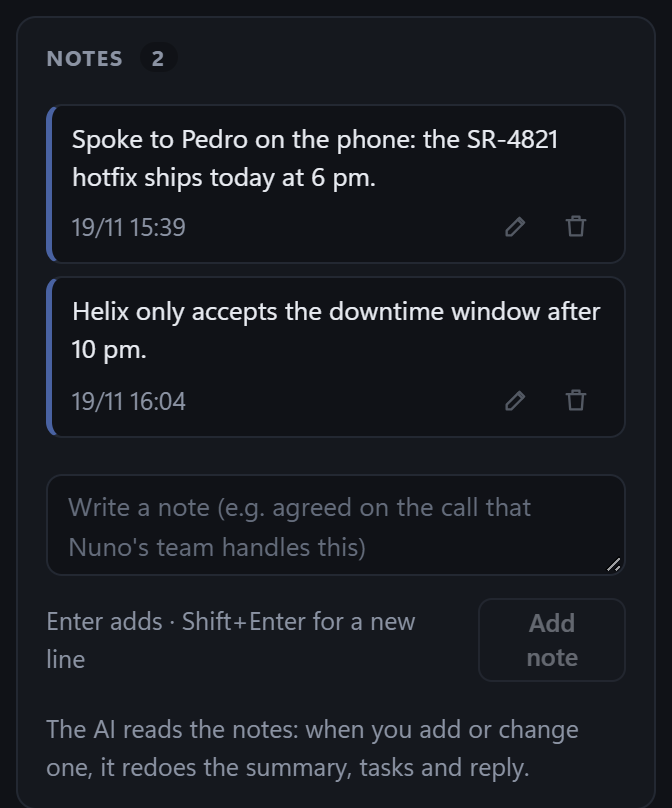 NOTES 2
Spoke to Pedro on the phone: the SR-4821
hotfix ships today at 6 pm.
19/11 15:39
Helix only accepts the downtime window after
10 pm.
19/11 16:04
Write a note (e.g. agreed on the call that
Nuno's team handles this)
Enter adds · Shift+Enter for a new
line
Add
note
The AI reads the notes: when you add or change
one, it redoes the summary, tasks and reply.